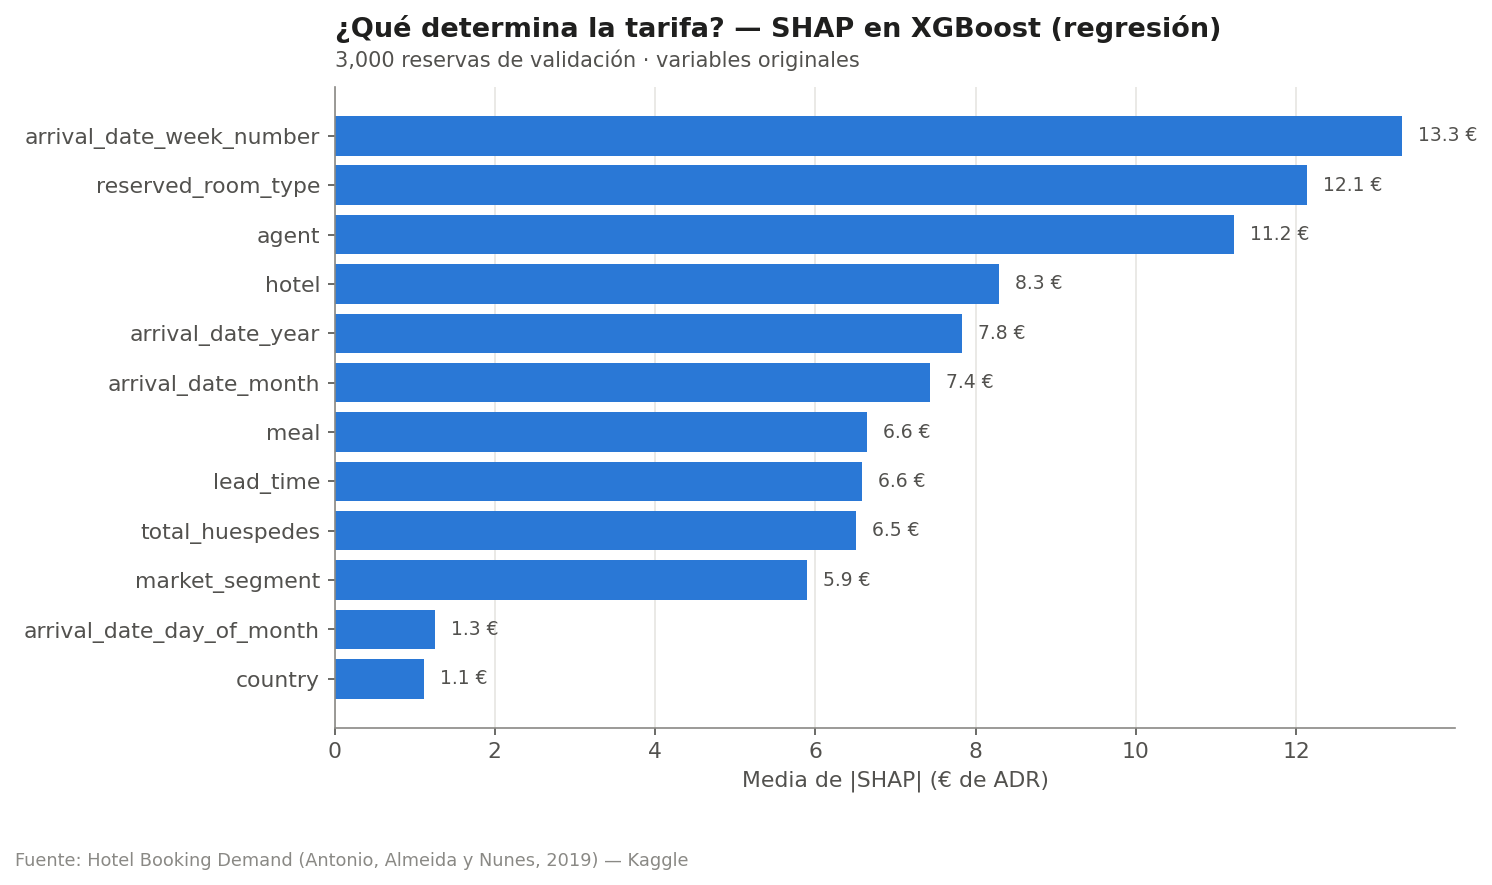 ¿Qué determina la tarifa? — SHAP en XGBoost (regresión)
3,000 reservas de validación · variables originales
arrival_date_week_number 13.3 €
reserved_room_type 12.1 €
agent 11.2 €
hotel 8.3 €
arrival_date_year 7.8 €
arrival_date_month 7.4 €
meal 6.6 €
lead_time 6.6 €
total_huespedes 6.5 €
market_segment 5.9 €
arrival_date_day_of_month 1.3 €
country 1.1 €
0 2 4 6 8 10 12
Media de |SHAP| (€ de ADR)
Fuente: Hotel Booking Demand (Antonio, Almeida y Nunes, 2019) — Kaggle